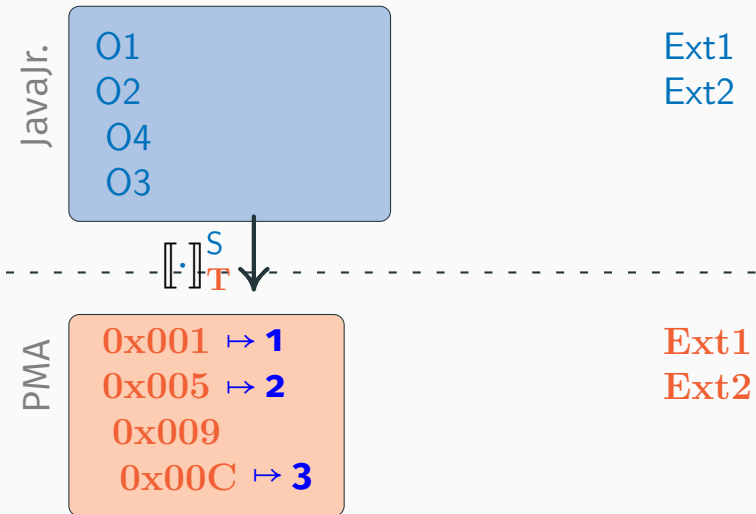 JavaJr.
O1 Ext1
O2 Ext2
O4
O3
⟦·⟧ S T
PMA
0x001 ↦ 1 Ext1
0x005 ↦ 2 Ext2
0x009
0x00C ↦ 3